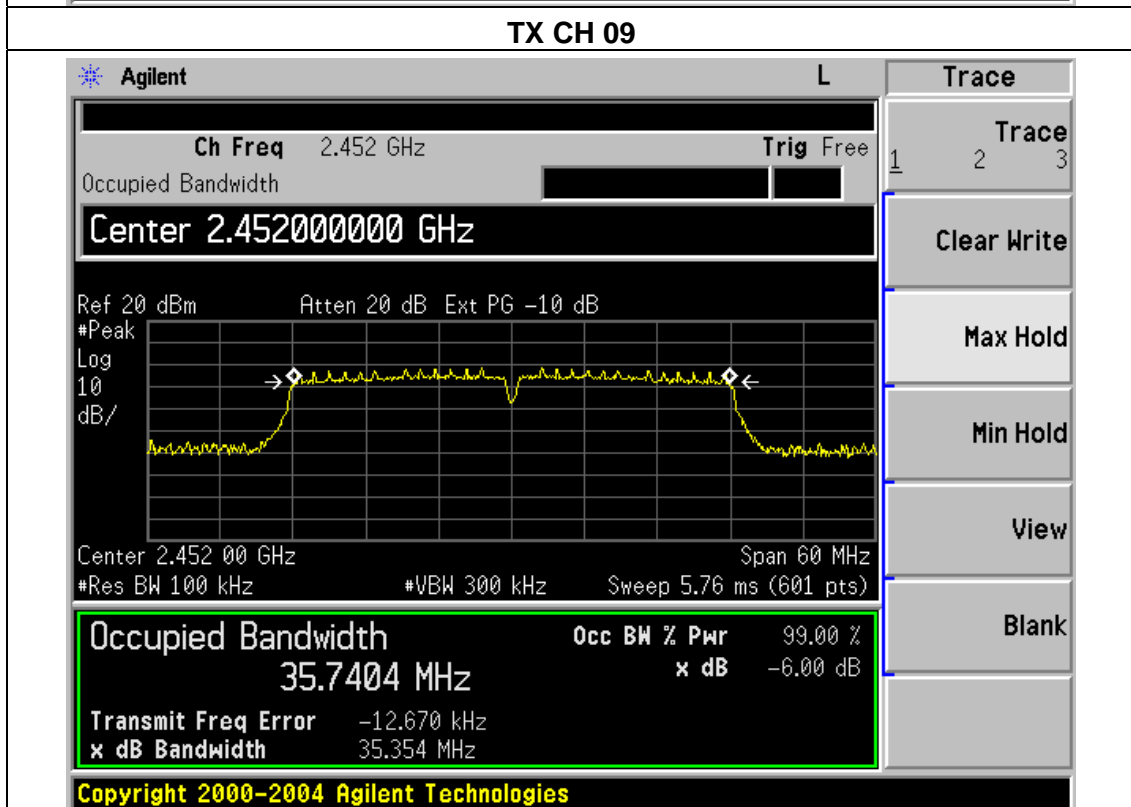 TX CH 09
Agilent L Trace
Ch Freq 2.452 GHz Trig Free
Occupied Bandwidth
Center 2.452000000 GHz
Ref 20 dBm Atten 20 dB Ext PG -10 dB
#Peak
Log
10
dB/
Center 2.452 00 GHz Span 60 MHz
#Res BW 100 kHz #VBW 300 kHz Sweep 5.76 ms (601 pts)
Occupied Bandwidth Occ BW % Pwr 99.00 %
35.7404 MHz x dB -6.00 dB
Transmit Freq Error -12.670 kHz
x dB Bandwidth 35.354 MHz
Trace
1 2 3
Clear Write
Max Hold
Min Hold
View
Blank
Copyright 2000-2004 Agilent Technologies